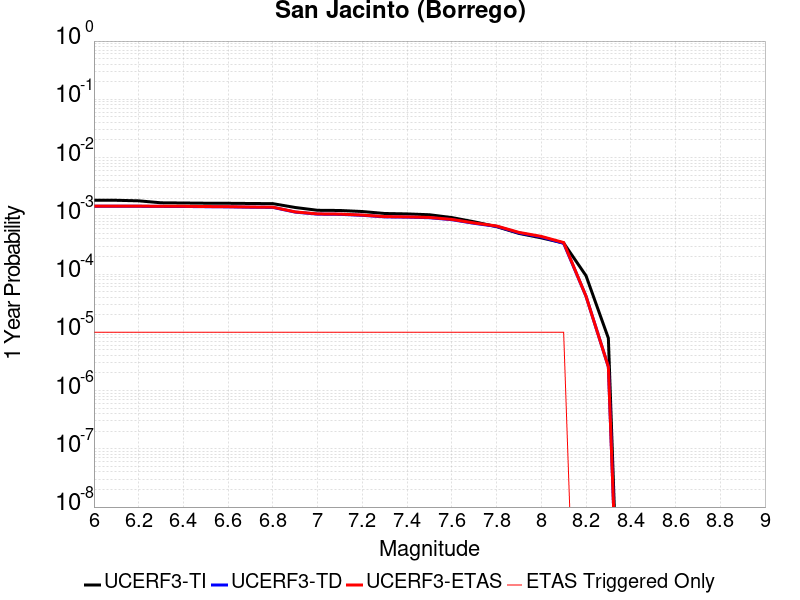 San Jacinto (Borrego)
10^0
10^-1
10^-2
10^-3
10^-4
10^-5
10^-6
10^-7
10^-8
1 Year Probability
6 6.2 6.4 6.6 6.8 7 7.2 7.4 7.6 7.8 8 8.2 8.4 8.6 8.8 9
Magnitude
UCERF3-TI UCERF3-TD UCERF3-ETAS ETAS Triggered Only